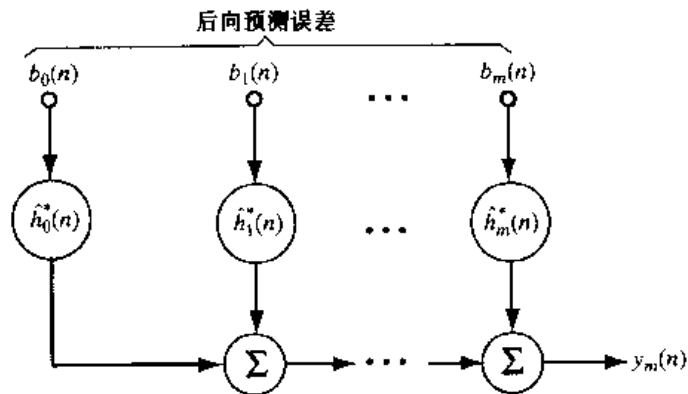 后向预测误差
b₀(n) b₁(n) ··· bₘ(n)
ĥ₀*(n) ĥ₁*(n) ··· ĥₘ*(n)
Σ ··· Σ yₘ(n)